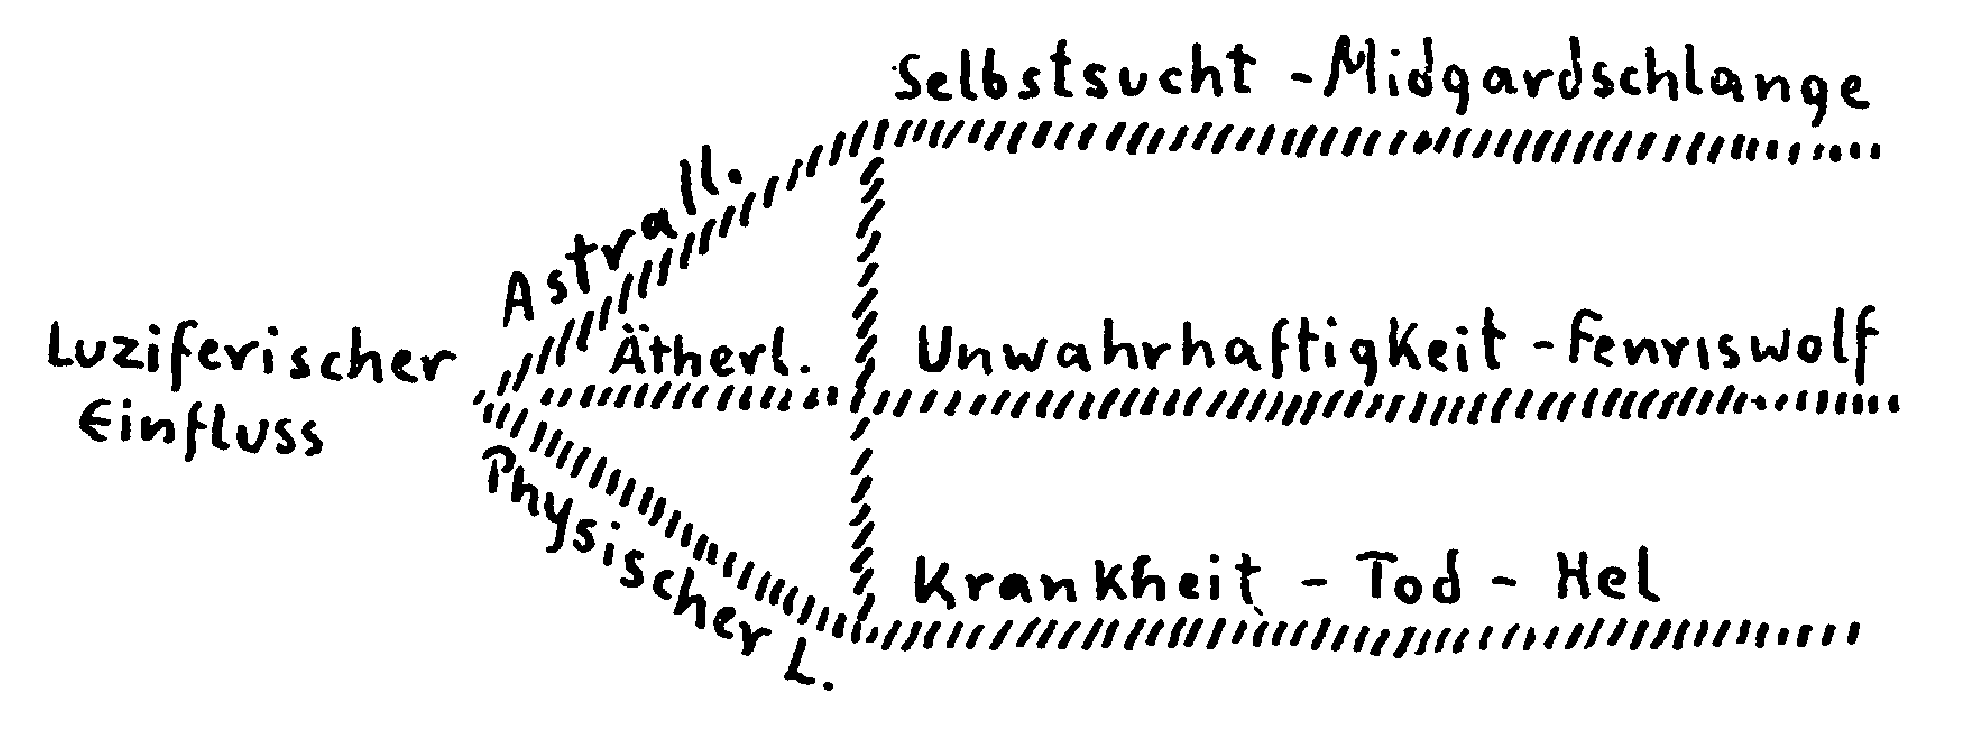 Selbstsucht - Midgardschlange
Astrall.
Luziferischer
Einfluss
Ätherl.
Unwahrhaftigkeit - Fenriswolf
Physischer L.
Krankheit - Tod - Hel